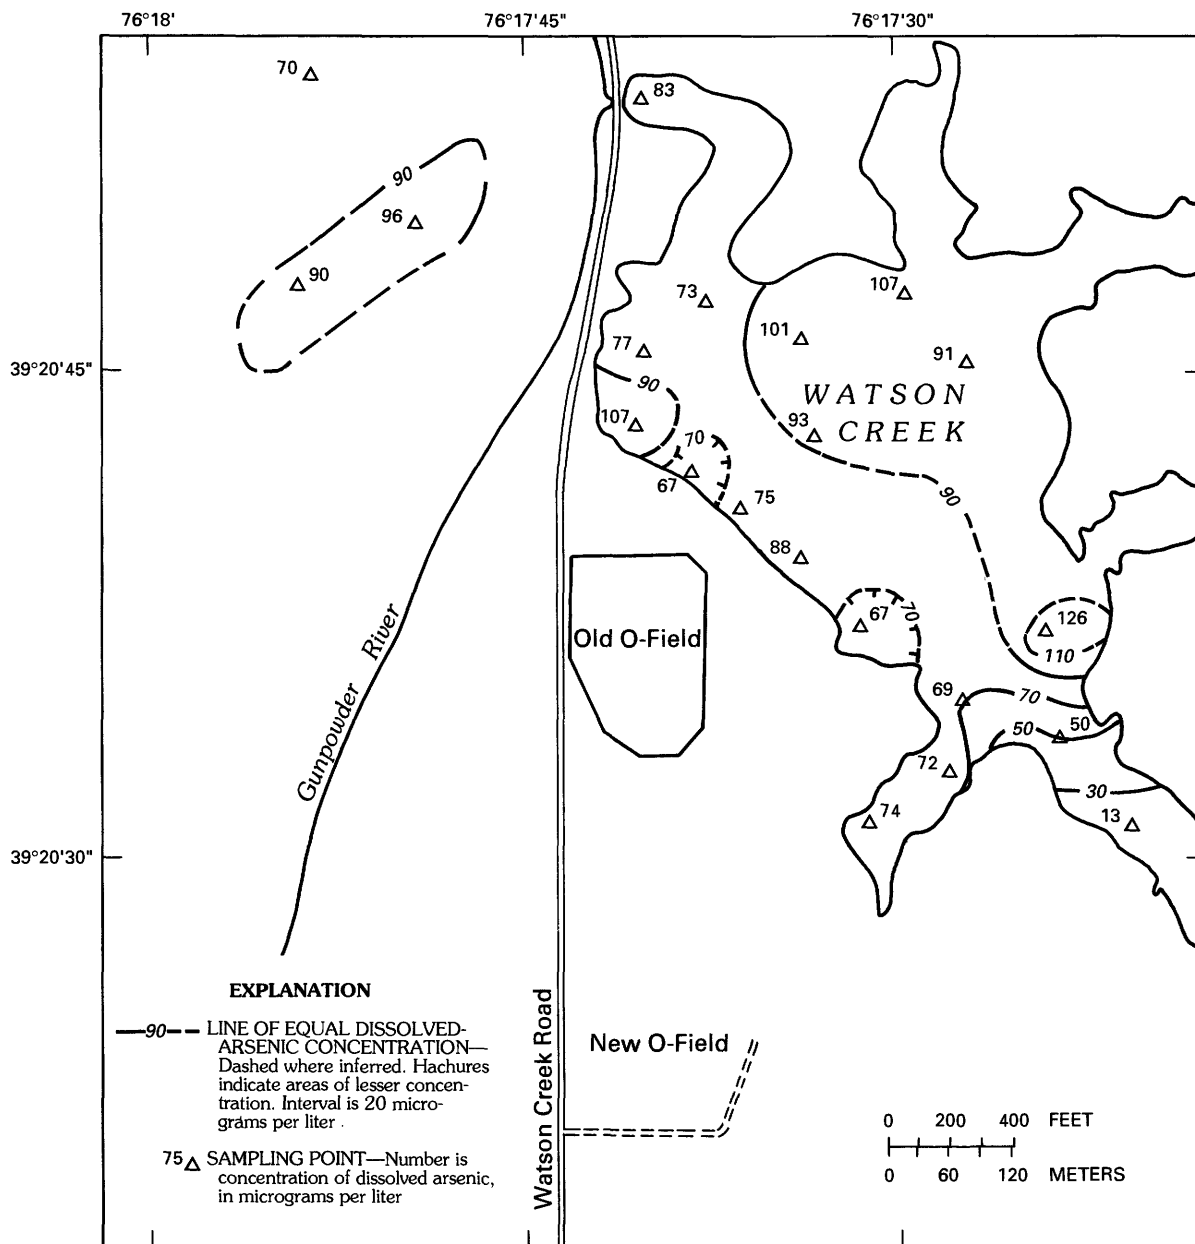 76°18'
76°17'45"
76°17'30"
70
83
90
96
90
107
73
101
77
91
39°20'45"
90
WATSON
107
93
CREEK
70
67
75
90
88
67
70
126
Old O-Field
110
69
70
50
50
72
30
74
13
Gunpowder River
39°20'30"
EXPLANATION
90 LINE OF EQUAL DISSOLVED-
ARSENIC CONCENTRATION—
Dashed where inferred. Hachures
indicate areas of lesser concen-
tration. Interval is 20 micro-
grams per liter .
75 SAMPLING POINT—Number is
concentration of dissolved arsenic,
in micrograms per liter
Watson Creek Road
New O-Field
0 200 400 FEET
0 60 120 METERS